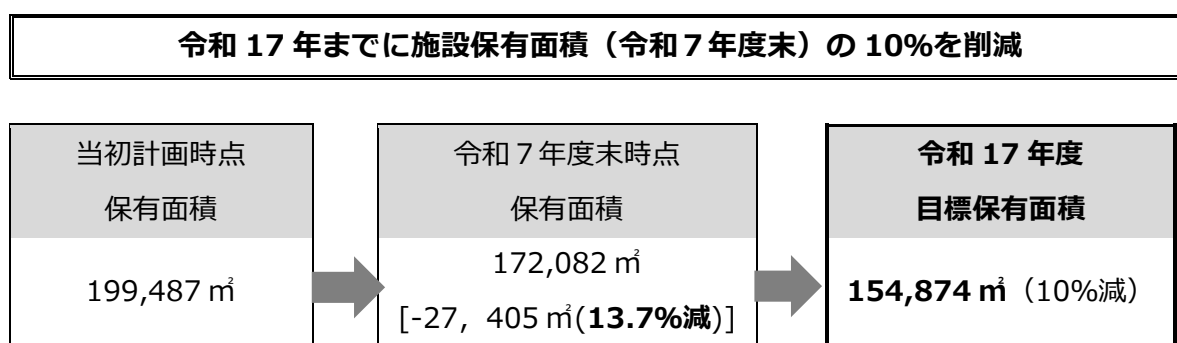 令和 17 年までに施設保有面積（令和７年度末）の 10%を削減
当初計画時点
保有面積
199,487 ㎡
令和７年度末時点
保有面積
172,082 ㎡
[-27，405 ㎡(13.7%減)]
令和 17 年度
目標保有面積
154,874 ㎡（10%減）